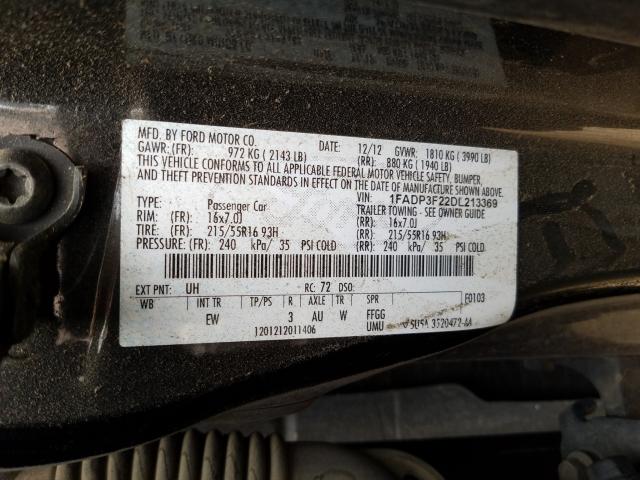 MFD. BY FORD MOTOR CO.
DATE: 12/12 GVWR: 1810 KG ( 3990 LB)
GAWR: (FR): 972 KG ( 2143 LB) (RR): 880 KG ( 1940 LB)
THIS VEHICLE CONFORMS TO ALL APPLICABLE FEDERAL MOTOR VEHICLE SAFETY, BUMPER,
AND THEFT PREVENTION STANDARDS IN EFFECT ON THE DATE OF MANUFACTURE SHOWN ABOVE.
VIN: 1FADP3F22DL213369
TYPE: Passenger Car TRAILER TOWING - SEE OWNER GUIDE
RIM: (FR): 16x7.0J (RR): 16x7.0J
TIRE: (FR): 215/55R16 93H (RR): 215/55R16 93H
PRESSURE: (FR): 240 kPa/ 35 PSI COLD (RR): 240 kPa/ 35 PSI COLD
EXT PNT: UH RC: 72 DSO:
WB INT TR TP/PS R AXLE TR SPR F0103
EW 3 AU W FFGG
1201212011406 UMU